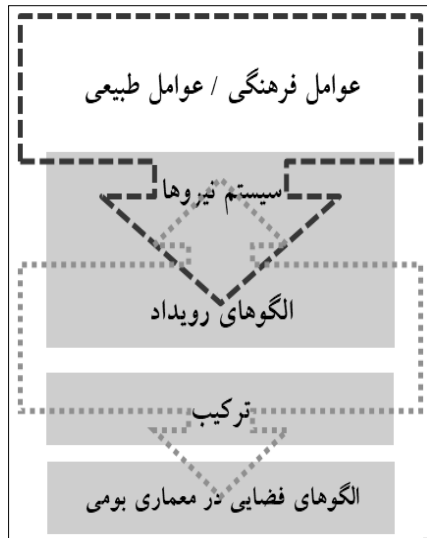 عوامل فرهنگی / عوامل طبیعی
سیستم نیروها
الگوهای رویداد
ترکیب
الگوهای فضایی در معماری بومی